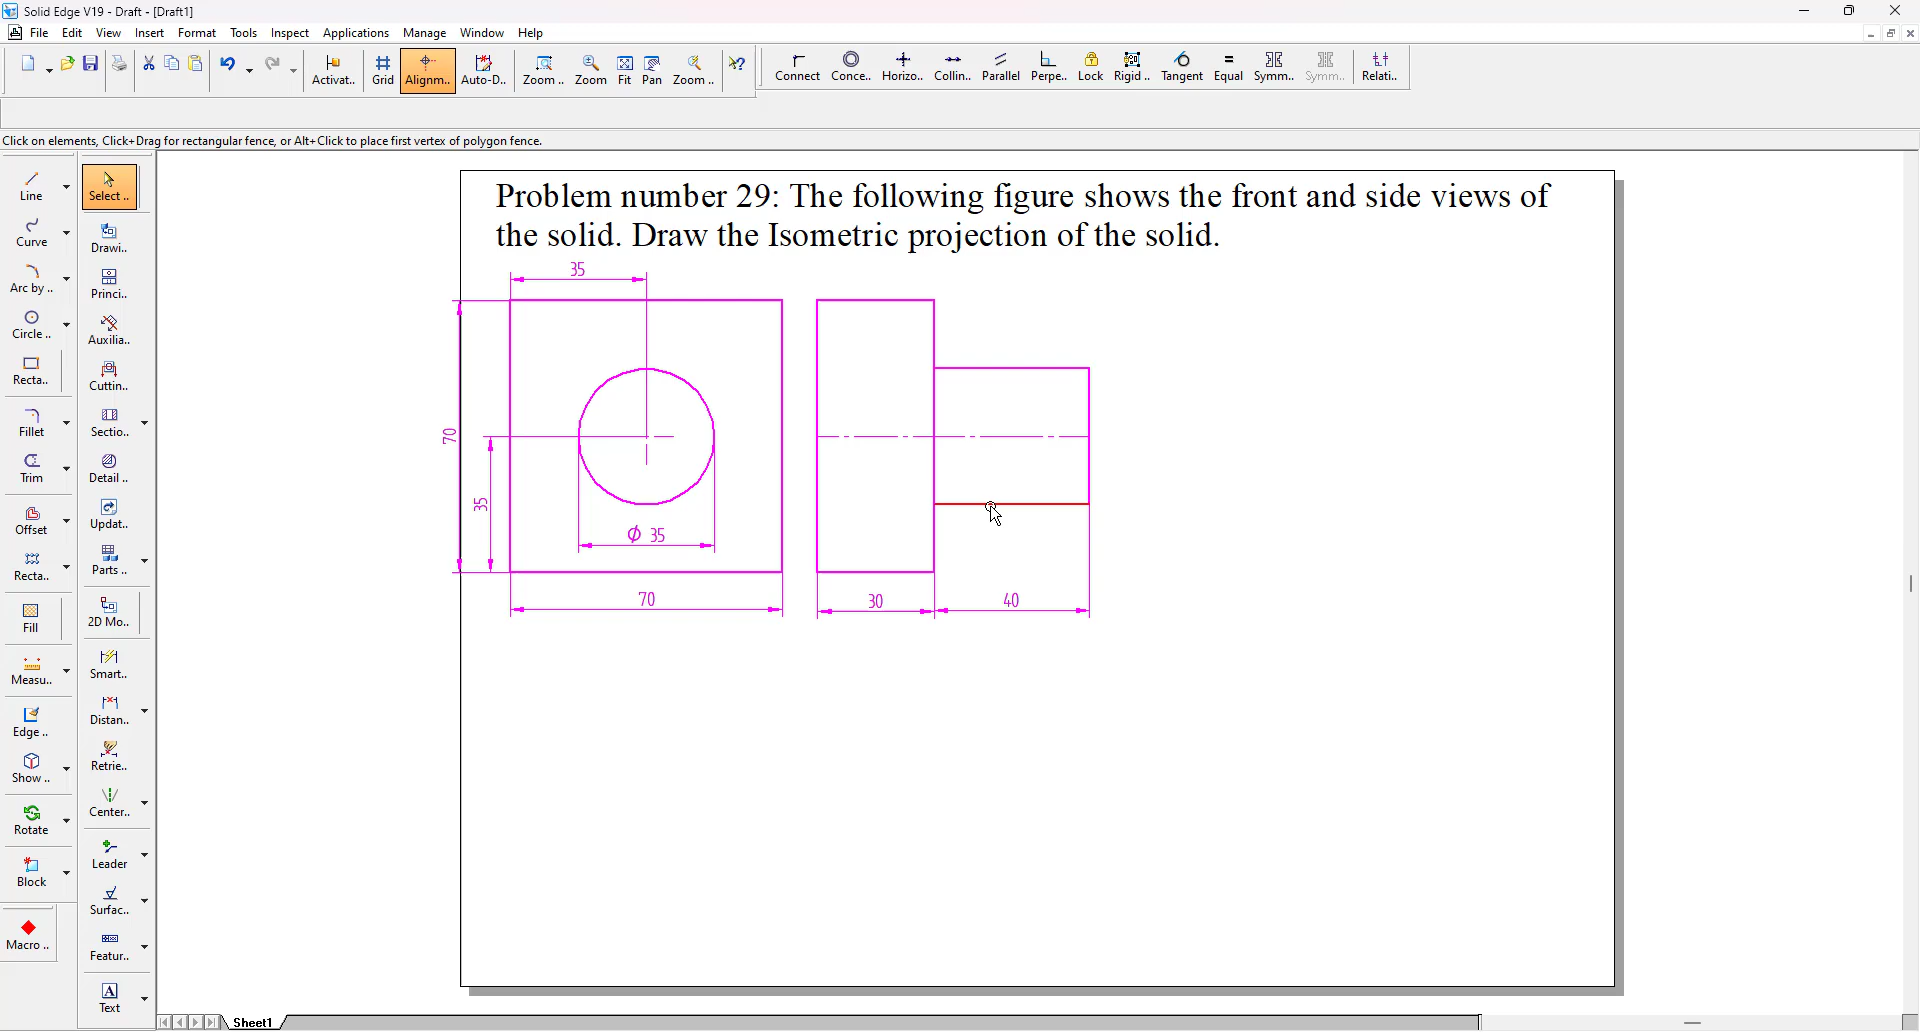 Solid Edge V19 - Draft - [Draft1]
File Edit View Insert Format Tools Inspect Applications Manage Window Help
Activat.. Grid Alignm.. Auto-D.. Zoom .. Zoom Fit Pan Zoom .. Connect Conce.. Horizo.. Collin.. Parallel Perpe.. Lock Rigid .. Tangent Equal Symm.. Symm.. Relati..
Click on elements, Click+Drag for rectangular fence, or Alt+Click to place first vertex of polygon fence.
Line Select ..
Curve Drawi..
Arc by .. Princi..
Circle .. Auxilia..
Recta.. Cuttin..
Fillet Sectio..
Trim Detail ..
Offset Updat..
Recta.. Parts ..
Fill 2D Mo..
Measu.. Smart..
Distan..
Edge .. Retrie..
Show .. Center..
Rotate Leader
Block Surfac..
Macro .. Featur..
Text
Problem number 29: The following figure shows the front and side views of
the solid. Draw the Isometric projection of the solid.
35
70
35
ϕ 35
70
30 40
Sheet1